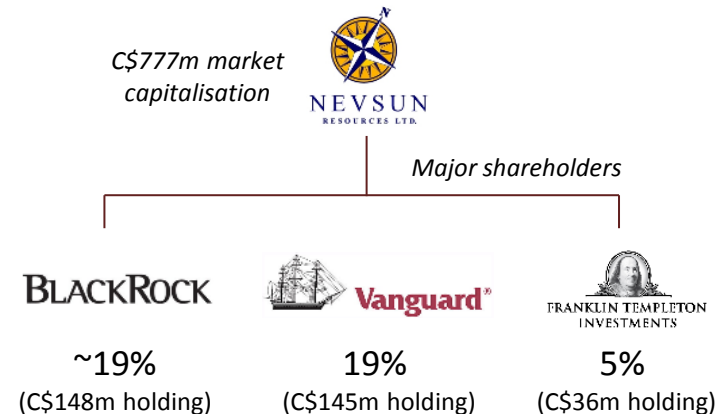 C$777m market
capitalisation
NEVSUN
RESOURCES LTD.
Major shareholders
BLACKROCK
Vanguard®
FRANKLIN TEMPLETON
INVESTMENTS
~19%
19%
5%
(C$148m holding)
(C$145m holding)
(C$36m holding)